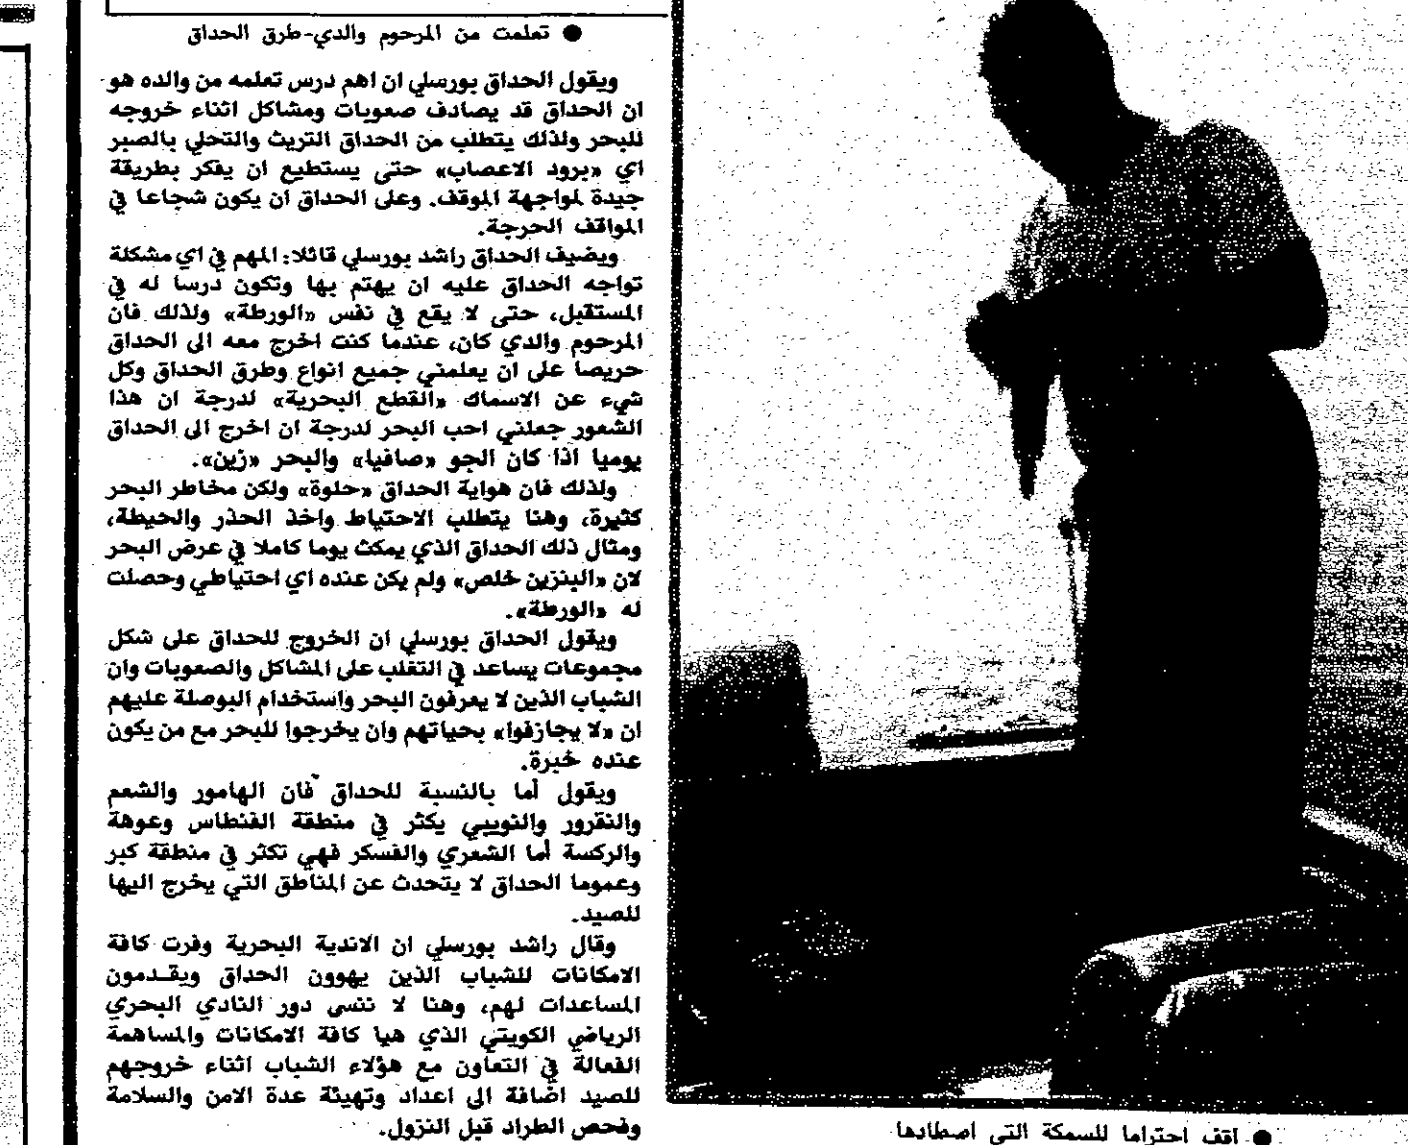 ● تعلمت من المرحوم والدي-طرق الحداق
ويقول الحداق بورسلي ان اهم درس تعلمه من والده هو
ان الحداق قد يصادف صعوبات ومشاكل اثناء خروجه
للبحر ولذلك يتطلب من الحداق التريث والتحلي بالصبر
اي «برود الاعصاب» حتى يستطيع ان يفكر بطريقة
جيدة لمواجهة الموقف. وعلى الحداق ان يكون شجاعا في
المواقف الحرجة.
ويضيف الحداق راشد بورسلي قائلا: المهم في اي مشكلة
تواجه الحداق عليه ان يهتم بها وتكون درسا له في
المستقبل، حتى لا يقع في نفس «الورطة» ولذلك فان
المرحوم والدي كان، عندما كنت اخرج معه الى الحداق
حريصا على ان يعلمني جميع انواع وطرق الحداق وكل
شيء عن الاسماك «القطع البحرية» لدرجة ان هذا
الشعور جعلني احب البحر لدرجة ان اخرج الى الحداق
يوميا اذا كان الجو «صافيا» والبحر «زين».
ولذلك فان هواية الحداق «حلوة» ولكن مخاطر البحر
كثيرة، وهنا يتطلب الاحتياط واخذ الحذر والحيطة،
ومثال ذلك الحداق الذي يمكث يوما كاملا في عرض البحر
لان «البنزين خلص» ولم يكن عنده اي احتياطي وحصلت
له «الورطة».
ويقول الحداق بورسلي ان الخروج للحداق على شكل
مجموعات يساعد في التغلب على المشاكل والصعوبات وان
الشباب الذين لا يعرفون البحر واستخدام البوصلة عليهم
ان «لا يجازفوا» بحياتهم وان يخرجوا للبحر مع من يكون
عنده خبرة.
ويقول أما بالنسبة للحداق فان الهامور والشعم
والنقرور والنويبي يكثر في منطقة الفنطاس وعوهة
والركسة أما الشعري والفسكر فهي تكثر في منطقة كبر
وعموما الحداق لا يتحدث عن المناطق التي يخرج اليها
للصيد.
وقال راشد بورسلي ان الاندية البحرية وفرت كافة
الامكانات للشباب الذين يهوون الحداق ويقدمون
المساعدات لهم، وهنا لا ننسى دور النادي البحري
الرياضي الكويتي الذي هيا كافة الامكانات والمساهمة
الفعالة في التعاون مع هؤلاء الشباب اثناء خروجهم
للصيد اضافة الى اعداد وتهيئة عدة الامن والسلامة
وفحص الطراد قبل النزول.
● اقف احتراما للسمكة التي اصطادها